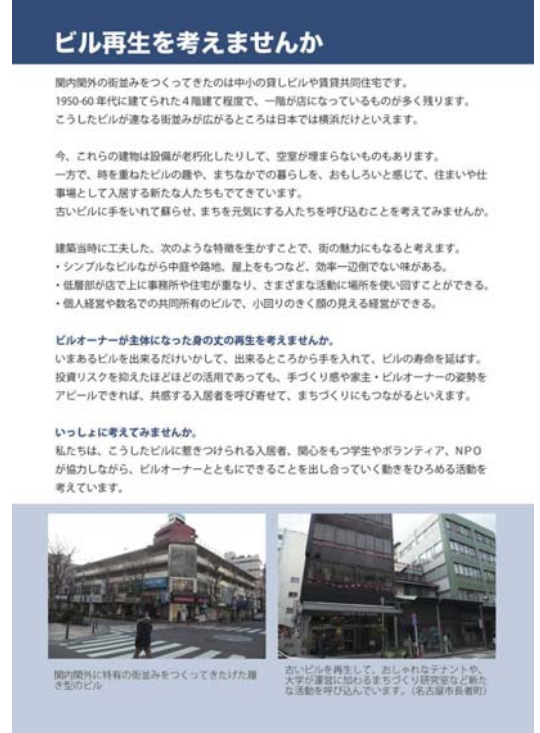 ビル再生を考えませんか
関内関外の街並みをつくってきたのは中小の貸しビルや賃貸共同住宅です。
1950-60年代に建てられた4階建て程度で、一階が店になっているものが多く残ります。
こうしたビルが連なる街並みが広がるところは日本では横浜だけといえます。
今、これらの建物は設備が老朽化したりして、空室が埋まらないものもあります。
一方で、時を重ねたビルの趣や、まちなかでの暮らしを、おもしろいと感じて、住まいや仕
事場として入居する新たな人たちもでてきています。
古いビルに手をいれて蘇らせ、まちを元気にする人たちを呼び込むことを考えてみませんか。
建築当時に工夫した、次のような特徴を生かすことで、街の魅力にもなると考えます。
・シンプルなビルながら中庭や路地、屋上をもつなど、効率一辺倒でない味がある。
・低層部が店で上に事務所や住宅が重なり、さまざまな活動に場所を使い回すことができる。
・個人経営や数名での共同所有のビルで、小回りのきく顔の見える経営ができる。
ビルオーナーが主体になった身の丈の再生を考えませんか。
いまあるビルを出来るだけいかして、出来るところから手を入れて、ビルの寿命を延ばす。
投資リスクを抑えたほどほどの活用であっても、手づくり感や家主・ビルオーナーの姿勢を
アピールできれば、共感する入居者を呼び寄せて、まちづくりにもつながるといえます。
いっしょに考えてみませんか。
私たちは、こうしたビルに惹きつけられる入居者、関心をもつ学生やボランティア、NPO
が協力しながら、ビルオーナーとともにできることを出し合っていく動きをひろめる活動を
考えています。
関内関外に特有の街並みをつくってきたげた履
き型のビル
古いビルを再生して、おしゃれなテナントや、
大学が運営に加わるまちづくり研究室など新た
な活動を呼び込んでいます。(名古屋市長者町)